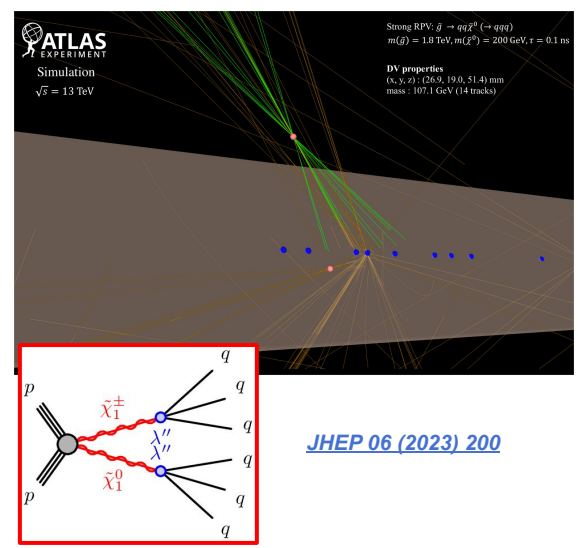 ATLAS
EXPERIMENT
Simulation
√s = 13 TeV
Strong RPV: g̃ → qqχ̃⁰ (→ qqq)
m(g̃) = 1.8 TeV, m(χ̃⁰) = 200 GeV, τ = 0.1 ns
DV properties
(x, y, z) : (26.9, 19.0, 51.4) mm
mass : 107.1 GeV (14 tracks)
p
p
χ̃₁±
χ̃₁⁰
λ′′
λ′′
q
q
q
q
q
q
JHEP 06 (2023) 200